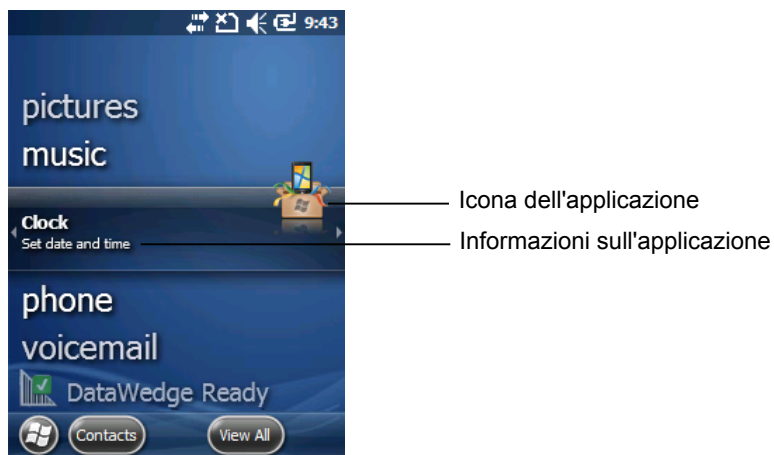 9:43
pictures
music
Icona dell'applicazione
Clock
Set date and time
Informazioni sull'applicazione
phone
voicemail
DataWedge Ready
Contacts
View All